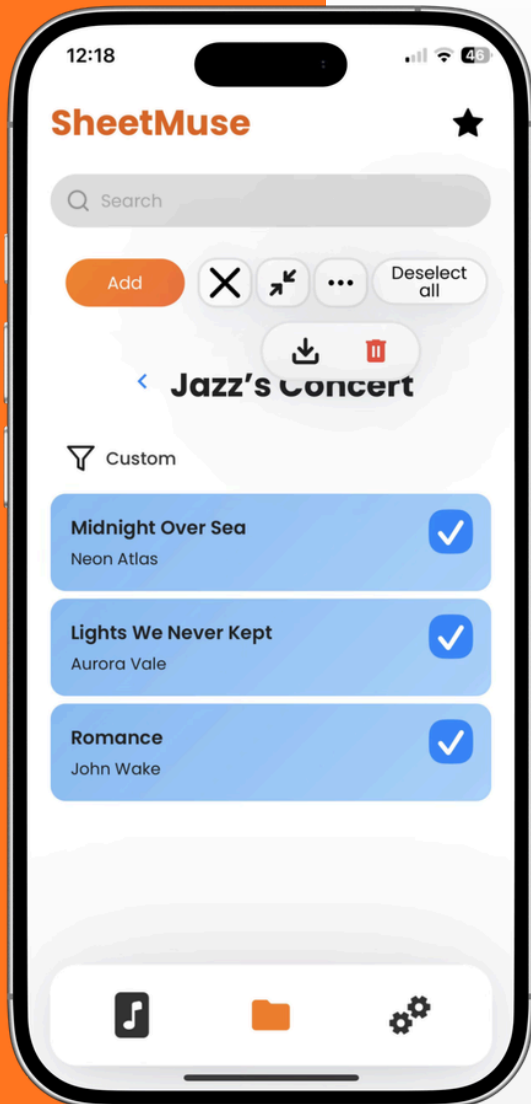 12:18
46
SheetMuse
Search
Add
Deselect
all
Jazz's Concert
Custom
Midnight Over Sea
Neon Atlas
Lights We Never Kept
Aurora Vale
Romance
John Wake